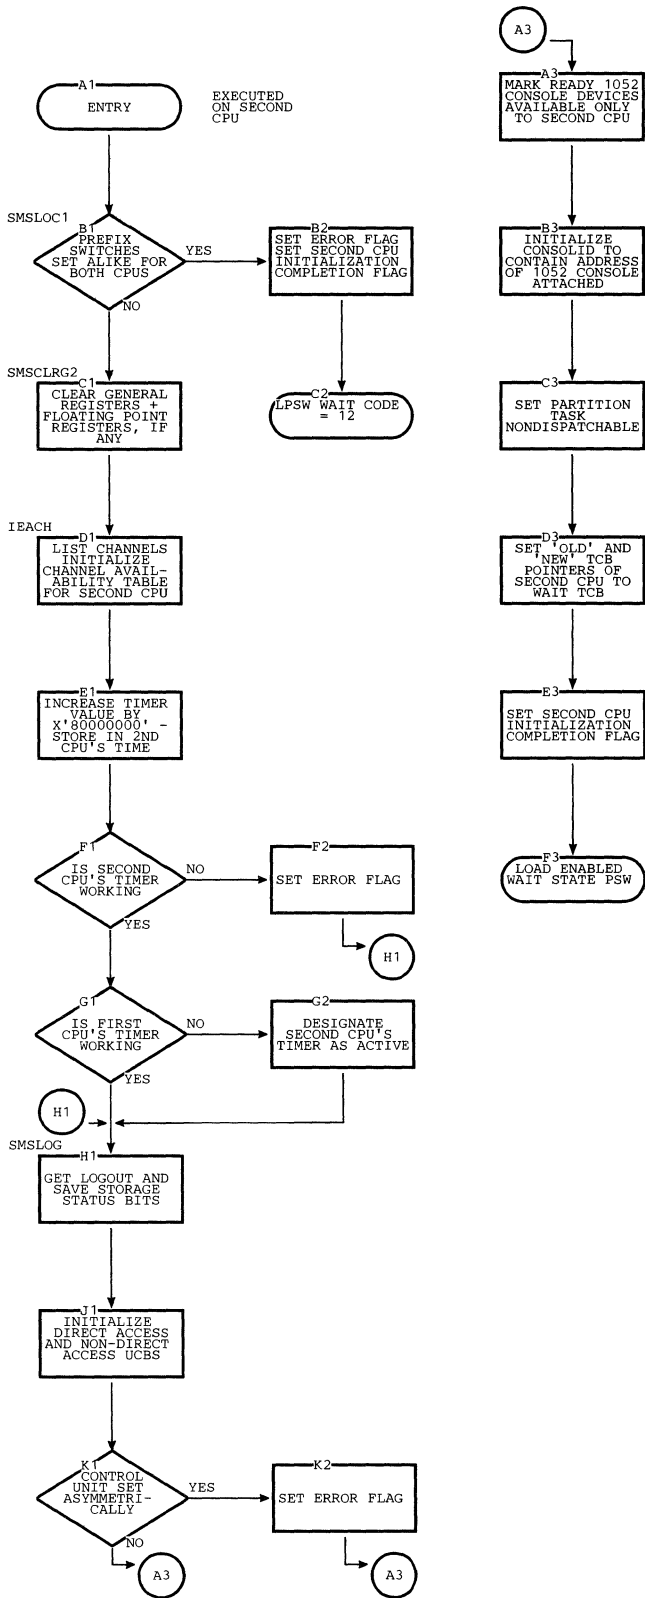 A1
ENTRY
EXECUTED
ON SECOND
CPU
SMSLOC1
B1
PREFIX
SWITCHES
SET ALIKE FOR
BOTH CPUS
YES
NO
B2
SET ERROR FLAG
SET SECOND CPU
INITIALIZATION
COMPLETION FLAG
C2
LPSW WAIT CODE
= 12
SMSCLRG2
C1
CLEAR GENERAL
REGISTERS +
FLOATING POINT
REGISTERS, IF
ANY
IEACH
D1
LIST CHANNELS
INITIALIZE
CHANNEL AVAIL-
ABILITY TABLE
FOR SECOND CPU
E1
INCREASE TIMER
VALUE BY
X'80000000' -
STORE IN 2ND
CPU'S TIME
F1
IS SECOND
CPU'S TIMER
WORKING
NO
YES
F2
SET ERROR FLAG
H1
G1
IS FIRST
CPU'S TIMER
WORKING
NO
YES
G2
DESIGNATE
SECOND CPU'S
TIMER AS ACTIVE
H1
SMSLOG
H1
GET LOGOUT AND
SAVE STORAGE
STATUS BITS
J1
INITIALIZE
DIRECT ACCESS
AND NON-DIRECT
ACCESS UCBS
K1
CONTROL
UNIT SET
ASYMMETRI-
CALLY
YES
NO
A3
K2
SET ERROR FLAG
A3
A3
A3
MARK READY 1052
CONSOLE DEVICES
AVAILABLE ONLY
TO SECOND CPU
B3
INITIALIZE
CONSOLID TO
CONTAIN ADDRESS
OF 1052 CONSOLE
ATTACHED
C3
SET PARTITION
TASK
NONDISPATCHABLE
D3
SET 'OLD' AND
'NEW' TCB
POINTERS OF
SECOND CPU TO
WAIT TCB
E3
SET SECOND CPU
INITIALIZATION
COMPLETION FLAG
F3
LOAD ENABLED
WAIT STATE PSW